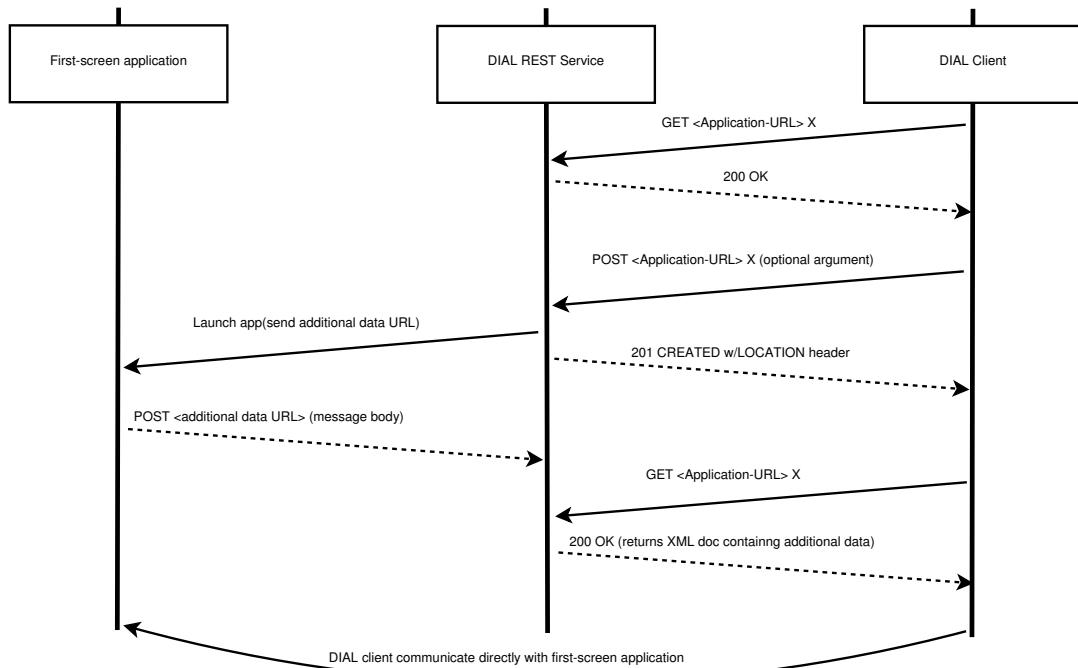 First-screen application
DIAL REST Service
DIAL Client
GET <Application-URL> X
200 OK
POST <Application-URL> X (optional argument)
Launch app(send additional data URL)
201 CREATED w/LOCATION header
POST <additional data URL> (message body)
GET <Application-URL> X
200 OK (returns XML doc containng additional data)
DIAL client communicate directly with first-screen application